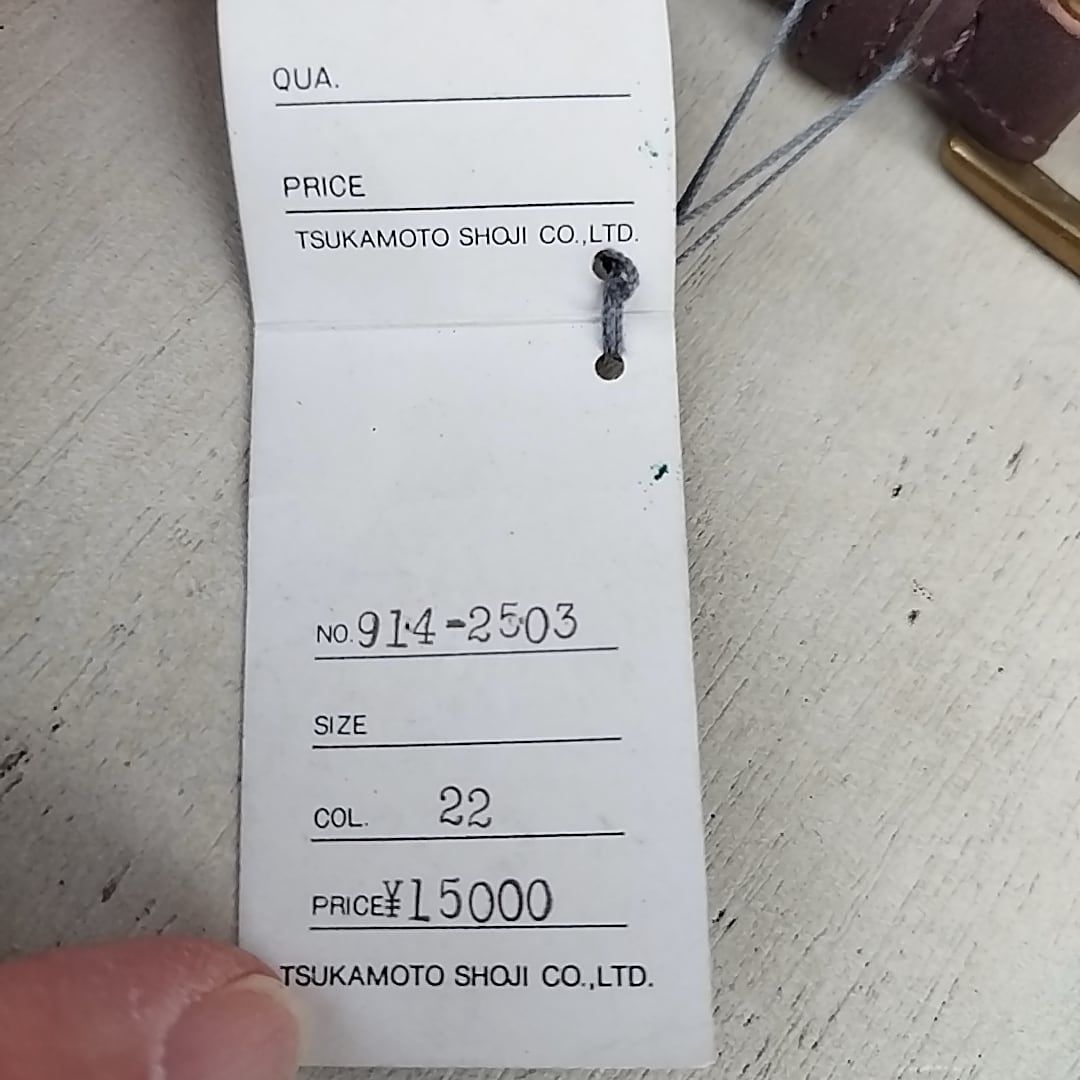 QUA.
PRICE
TSUKAMOTO SHOJI CO.,LTD.
NO. 914-2503
SIZE
COL. 22
PRICE ¥15000
TSUKAMOTO SHOJI CO.,LTD.